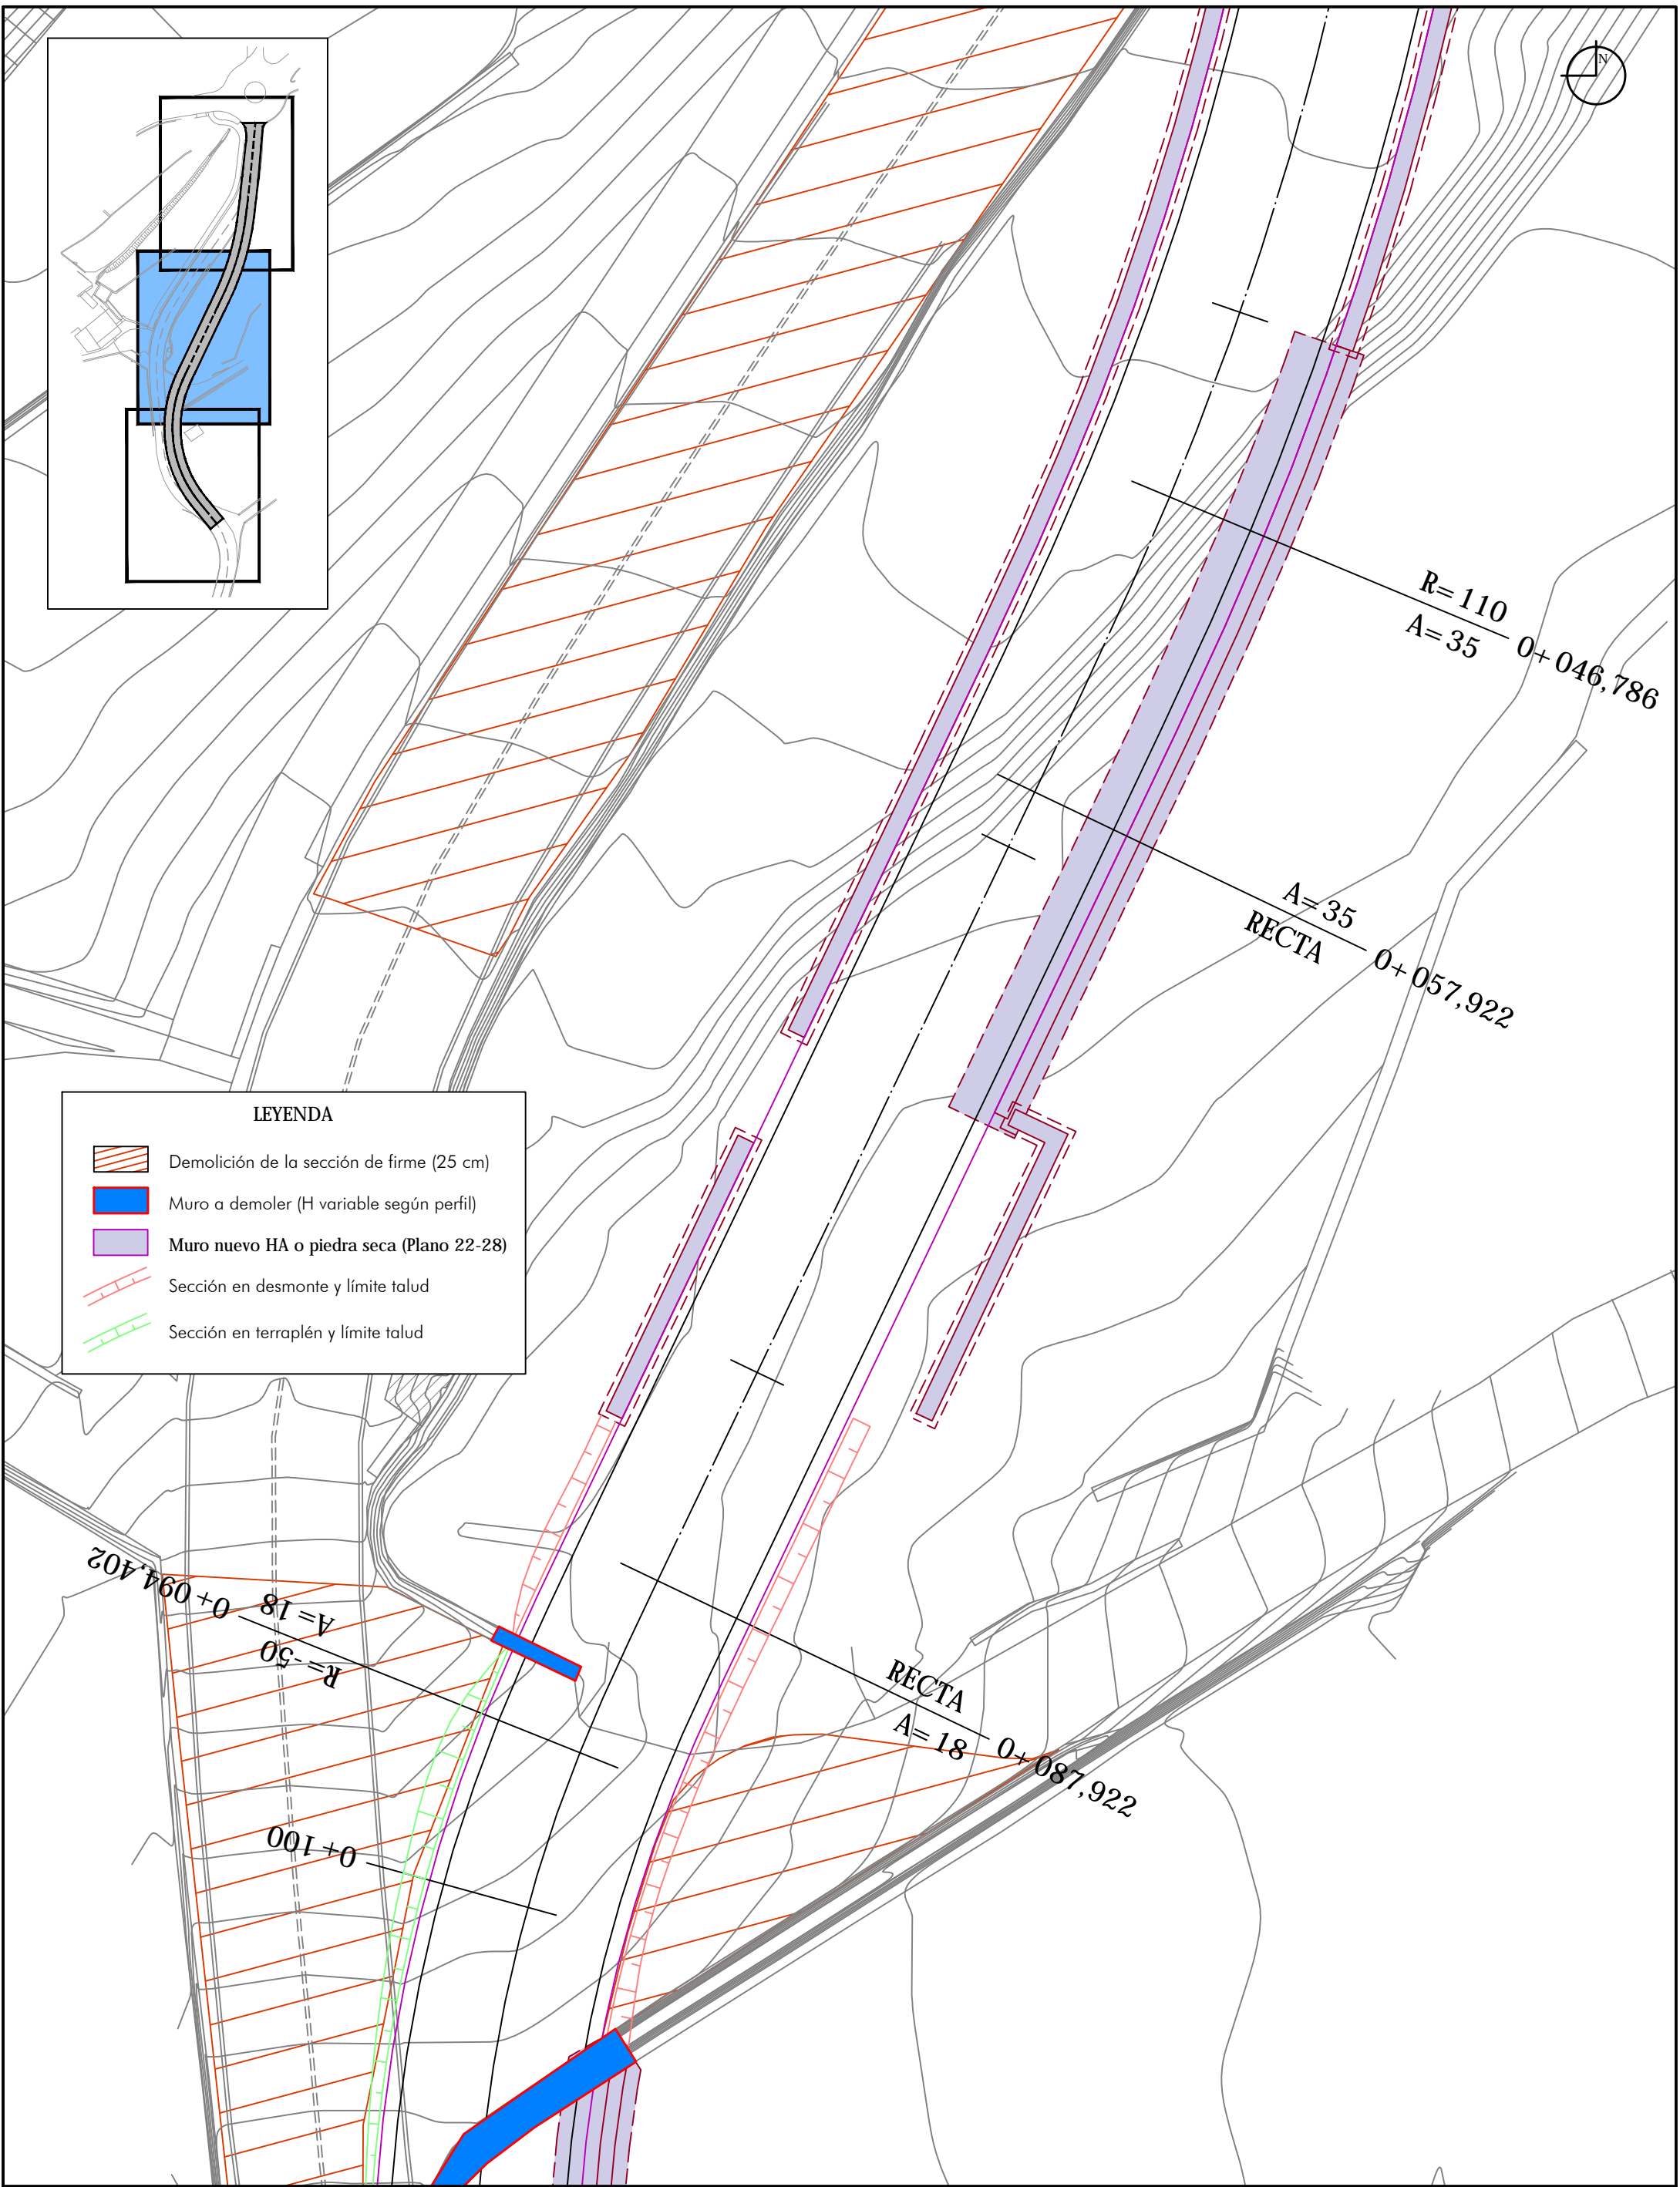 N
R= 110
A= 35
0+ 046,786
A= 35
RECTA
0+ 057,922
LEYENDA
Demolición de la sección de firme (25 cm)
Muro a demoler (H variable según perfil)
Muro nuevo HA o piedra seca (Plano 22-28)
Sección en desmonte y límite talud
Sección en terraplén y límite talud
R=-50
A= 18
0+ 094,402
RECTA
A= 18
0+ 087,922
0+ 100